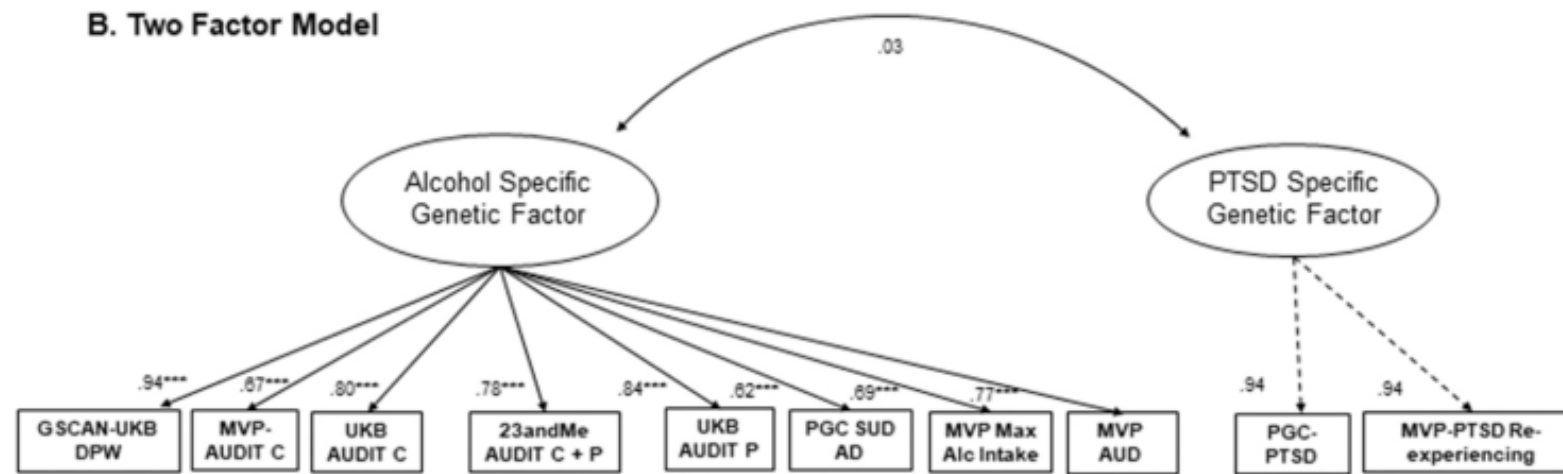 B. Two Factor Model
.03
Alcohol Specific
Genetic Factor
PTSD Specific
Genetic Factor
.94*** .67*** .80*** .78*** .84*** .62*** .69*** .77*** .94 .94
GSCAN-UKB
DPW
MVP-
AUDIT C
UKB
AUDIT C
23andMe
AUDIT C + P
UKB
AUDIT P
PGC SUD
AD
MVP Max
Alc Intake
MVP
AUD
PGC-
PTSD
MVP-PTSD Re-
experiencing